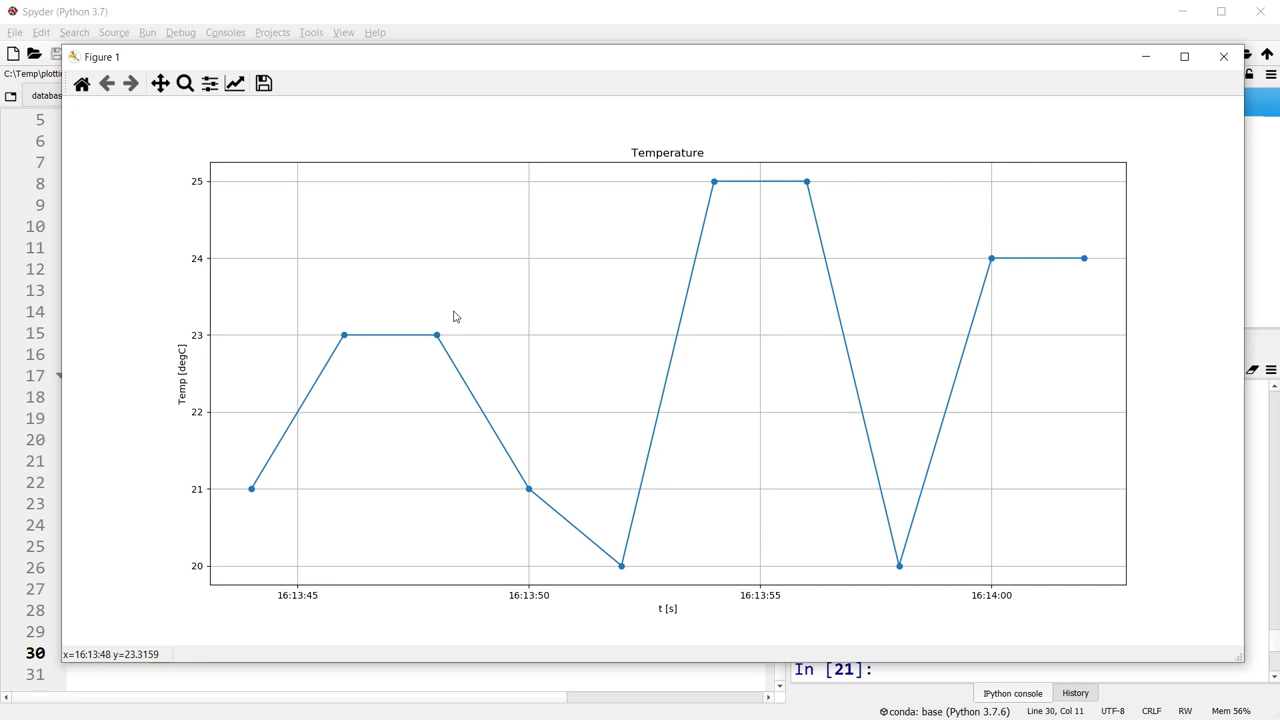 Spyder (Python 3.7)
File Edit Search Source Run Debug Consoles Projects Tools View Help
Figure 1
C:\Temp\plotti
databas
5
6
7
8
9
10
11
12
13
14
15
16
17
18
19
20
21
22
23
24
25
26
27
28
29
30
31
Temperature
25
24
23
22
21
20
Temp [degC]
16:13:45 16:13:50 16:13:55 16:14:00
t [s]
x=16:13:48 y=23.3159
In [21]:
IPython console History
conda: base (Python 3.7.6) Line 30, Col 11 UTF-8 CRLF RW Mem 56%